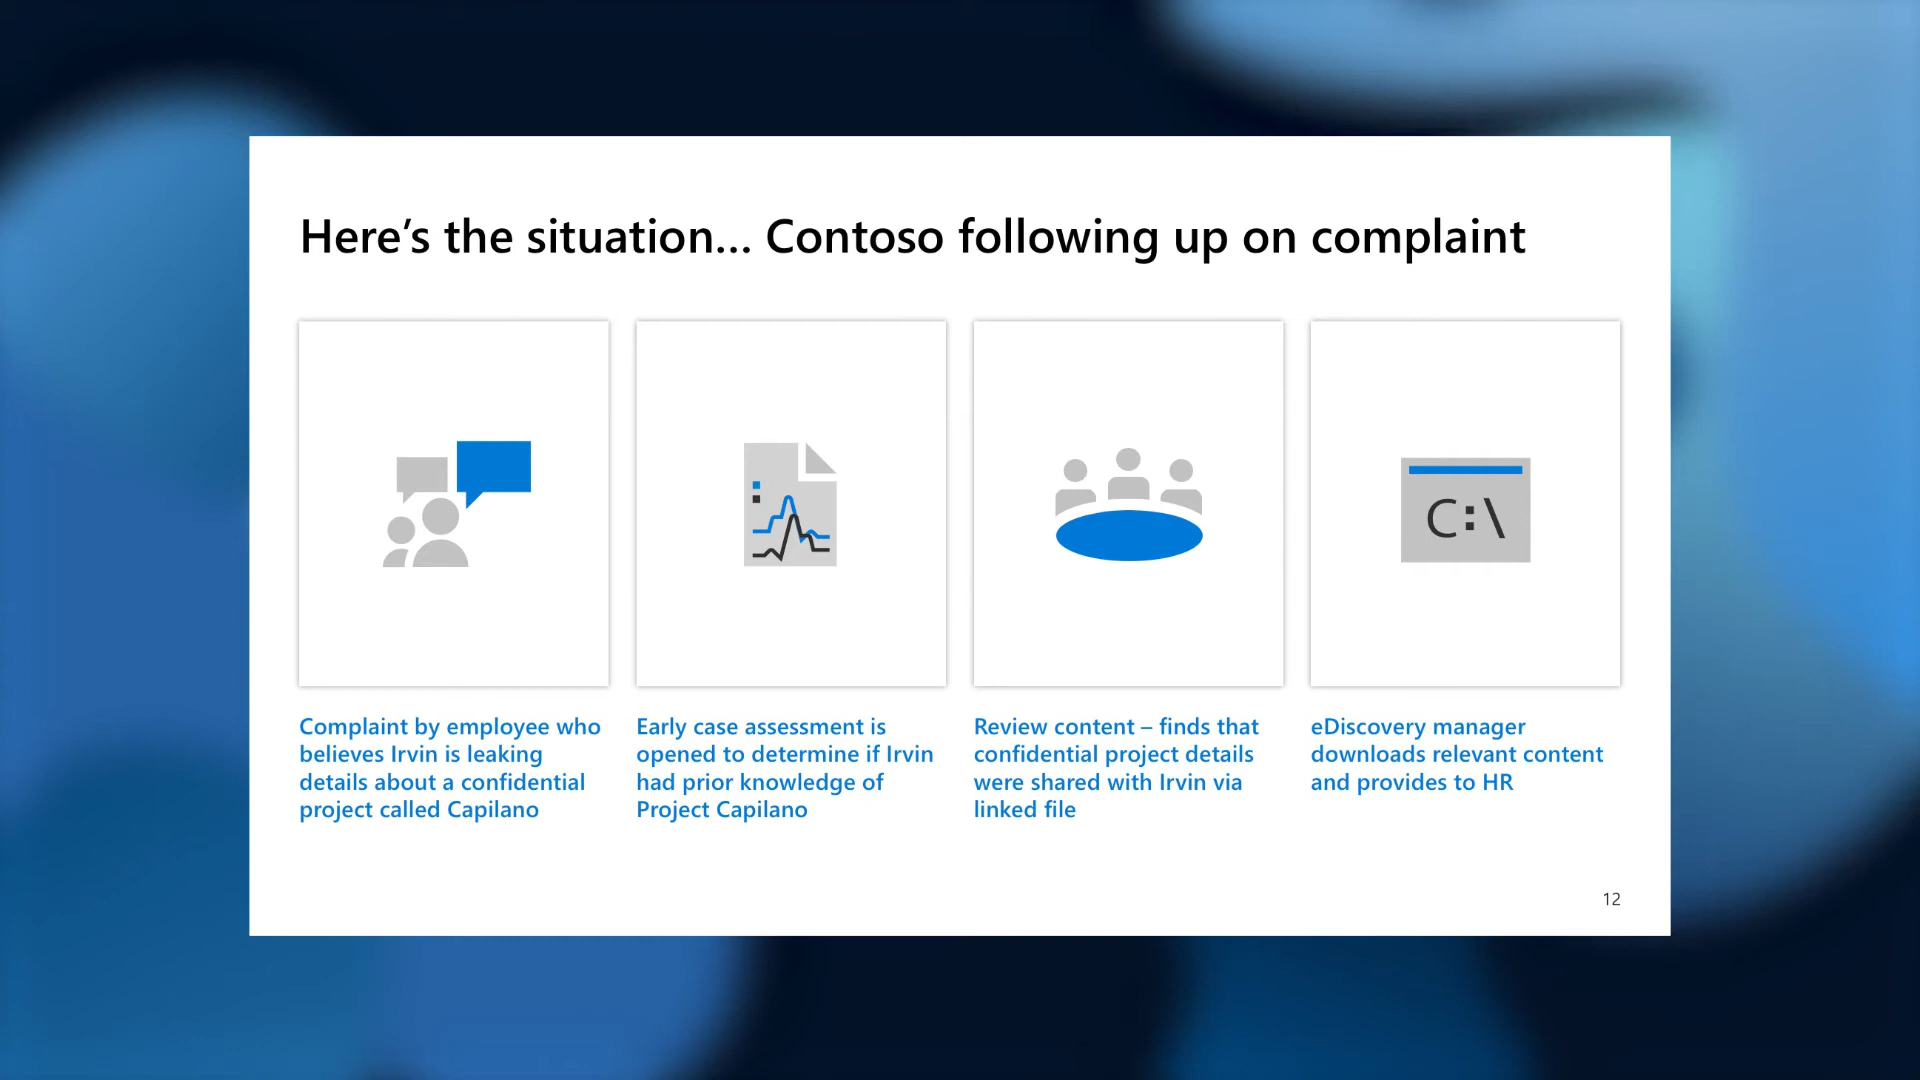 Here’s the situation... Contoso following up on complaint
C:\
Complaint by employee who
believes Irvin is leaking
details about a confidential
project called Capilano
Early case assessment is
opened to determine if Irvin
had prior knowledge of
Project Capilano
Review content – finds that
confidential project details
were shared with Irvin via
linked file
eDiscovery manager
downloads relevant content
and provides to HR
12